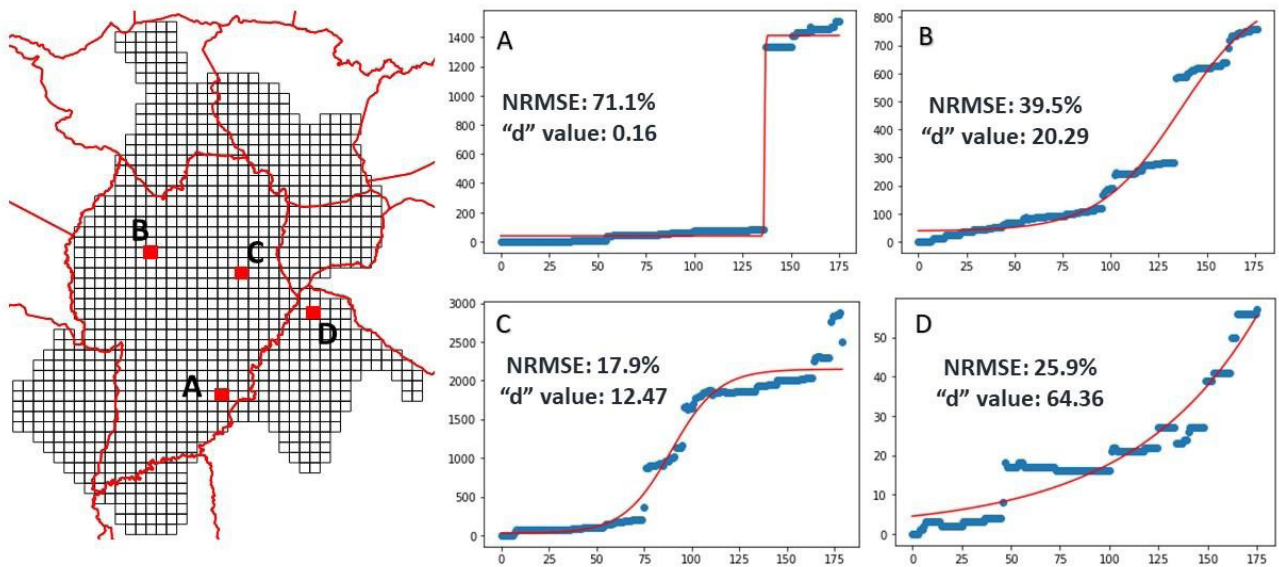 B
C
D
A
A
NRMSE: 71.1%
“d” value: 0.16
1400
1200
1000
800
600
400
200
0
0 25 50 75 100 125 150 175
B
NRMSE: 39.5%
“d” value: 20.29
800
700
600
500
400
300
200
100
0
0 25 50 75 100 125 150 175
C
NRMSE: 17.9%
“d” value: 12.47
3000
2500
2000
1500
1000
500
0
0 25 50 75 100 125 150 175
D
NRMSE: 25.9%
“d” value: 64.36
50
40
30
20
10
0
0 25 50 75 100 125 150 175